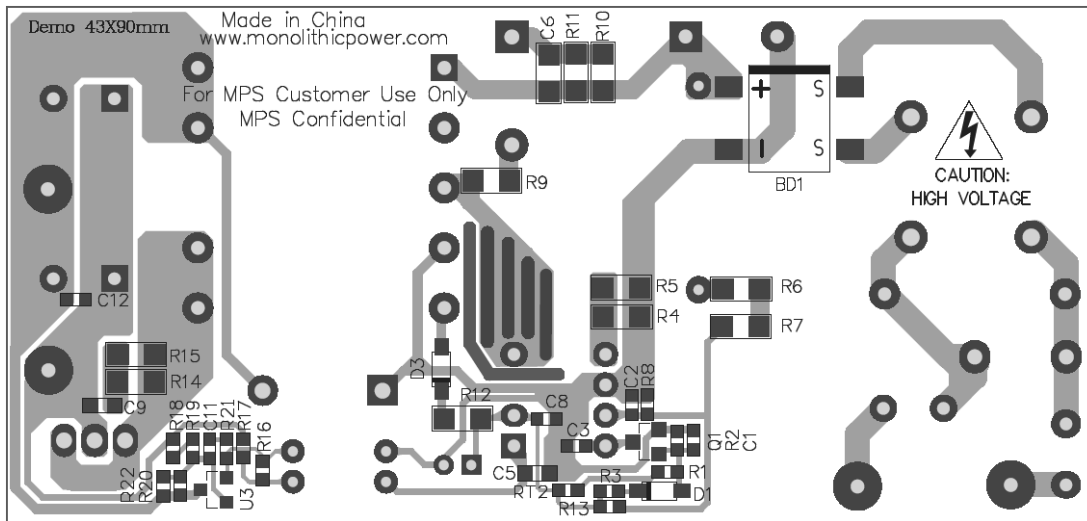 Demo 43X90mm
Made in China
www.monolithicpower.com
For MPS Customer Use Only
MPS Confidential
C6
R11
R10
+
S
-
S
BD1
CAUTION:
HIGH VOLTAGE
R9
C12
R5
R4
R6
R7
R15
R14
C9
D3
R12
C8
C2
R8
R18
R19
C11
R21
R17
R16
C3
Q1
R2
C1
R22
R20
U3
C5
RT2
R3
R13
R1
D1